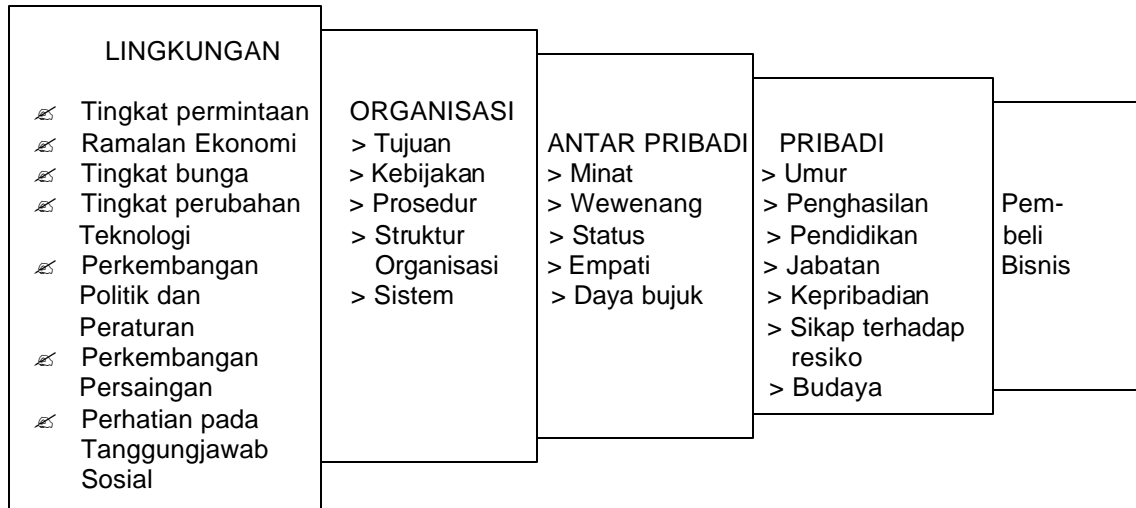 LINGKUNGAN
Tingkat permintaan
Ramalan Ekonomi
Tingkat bunga
Tingkat perubahan
Teknologi
Perkembangan
Politik dan
Peraturan
Perkembangan
Persaingan
Perhatian pada
Tanggungjawab
Sosial
ORGANISASI
> Tujuan
> Kebijakan
> Prosedur
> Struktur
Organisasi
> Sistem
ANTAR PRIBADI
> Minat
> Wewenang
> Status
> Empati
> Daya bujuk
PRIBADI
> Umur
> Penghasilan
> Pendidikan
> Jabatan
> Kepribadian
> Sikap terhadap
resiko
> Budaya
Pem-
beli
Bisnis